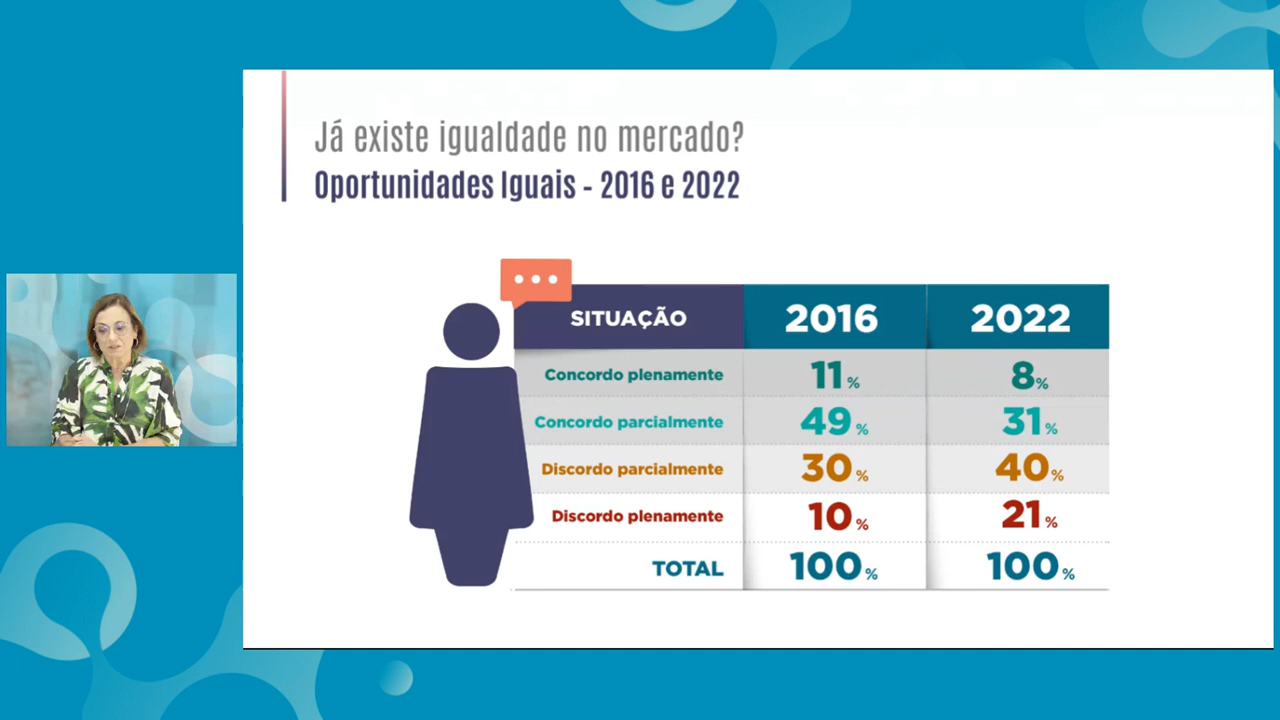 Já existe igualdade no mercado?
Oportunidades Iguais - 2016 e 2022
SITUAÇÃO 2016 2022
Concordo plenamente 11% 8%
Concordo parcialmente 49% 31%
Discordo parcialmente 30% 40%
Discordo plenamente 10% 21%
TOTAL 100% 100%